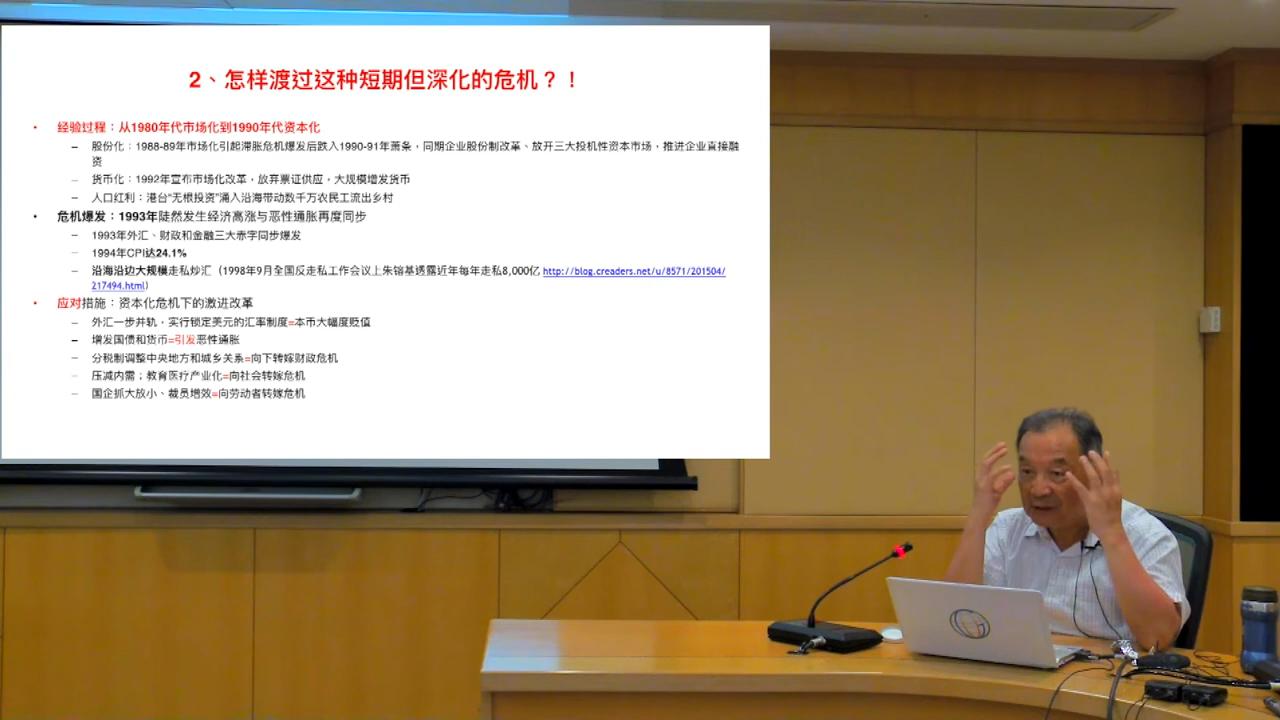 2、怎样渡过这种短期但深化的危机？！
• 经验过程：从1980年代市场化到1990年代资本化
– 股份化：1988-89年市场化引起滞胀危机爆发后跌入1990-91年萧条，同期企业股份制改革、放开三大投机性资本市场，推进企业直接融
资
– 货币化：1992年宣布市场化改革，放弃票证供应，大规模增发货币
– 人口红利：港台“无根投资”涌入沿海带动数千万农民工流出乡村
• 危机爆发：1993年陡然发生经济高涨与恶性通胀再度同步
– 1993年外汇、财政和金融三大赤字同步爆发
– 1994年CPI达24.1%
– 沿海沿边大规模走私炒汇（1998年9月全国反走私工作会议上朱镕基透露近年每年走私8,000亿 http://blog.creaders.net/u/8571/201504/
217494.html)
• 应对措施：资本化危机下的激进改革
– 外汇一步并轨，实行锁定美元的汇率制度=本币大幅度贬值
– 增发国债和货币=引发恶性通胀
– 分税制调整中央地方和城乡关系=向下转嫁财政危机
– 压减内需；教育医疗产业化=向社会转嫁危机
– 国企抓大放小、裁员增效=向劳动者转嫁危机